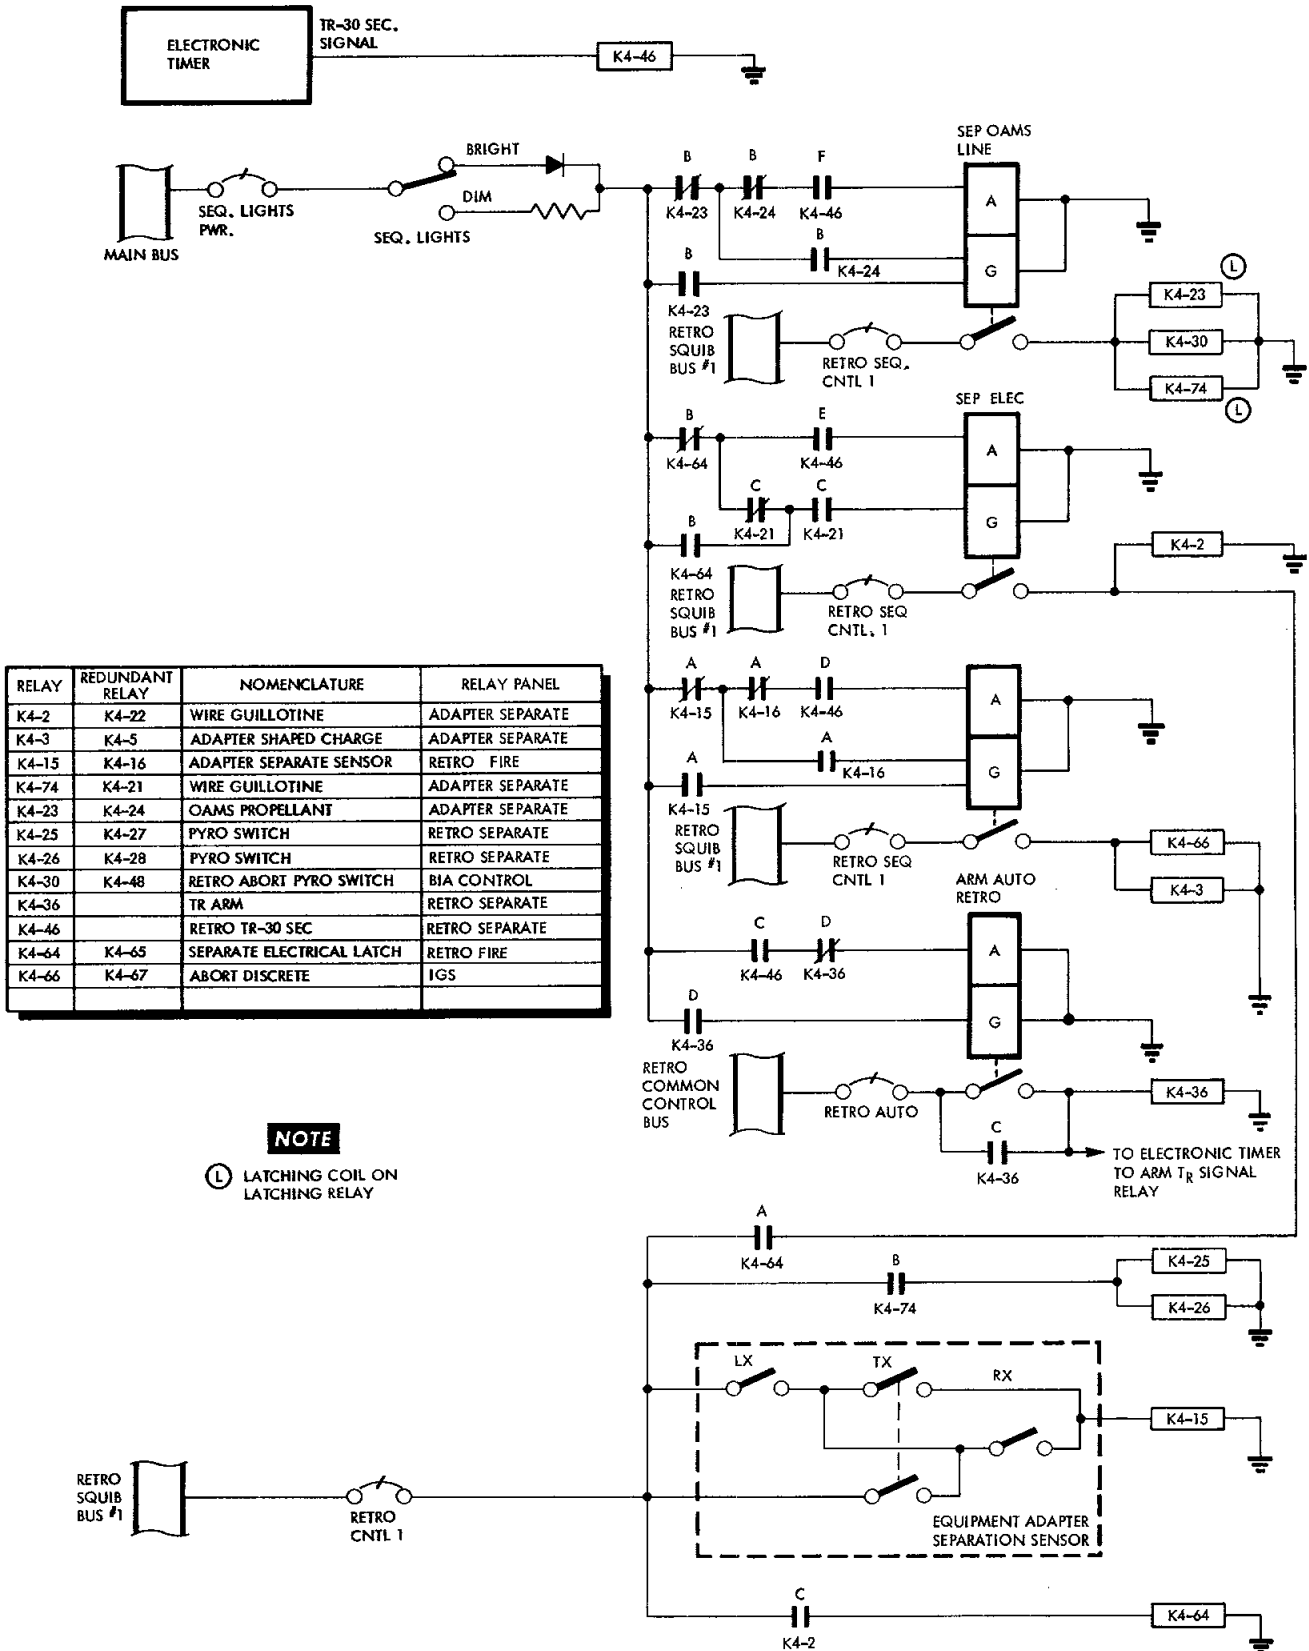 ELECTRONIC
TIMER
TR-30 SEC.
SIGNAL
K4-46
MAIN BUS
SEQ. LIGHTS
PWR.
BRIGHT
DIM
SEQ. LIGHTS
B
K4-23
B
K4-24
F
K4-46
SEP OAMS
LINE
A
G
B
K4-24
B
K4-23
RETRO
SQUIB
BUS #1
RETRO SEQ.
CNTL 1
L
K4-23
K4-30
K4-74
L
SEP ELEC
B
K4-64
E
K4-46
A
G
C
K4-21
C
K4-21
B
K4-64
RETRO
SQUIB
BUS #1
RETRO SEQ
CNTL. 1
K4-2
A
K4-15
A
K4-16
D
K4-46
A
G
A
K4-16
A
K4-15
RETRO
SQUIB
BUS #1
RETRO SEQ
CNTL 1
K4-66
K4-3
ARM AUTO
RETRO
C
K4-46
D
K4-36
A
G
D
K4-36
RETRO
COMMON
CONTROL
BUS
RETRO AUTO
K4-36
C
K4-36
TO ELECTRONIC TIMER
TO ARM TR SIGNAL
RELAY
RELAY REDUNDANT RELAY NOMENCLATURE RELAY PANEL
K4-2 K4-22 WIRE GUILLOTINE ADAPTER SEPARATE
K4-3 K4-5 ADAPTER SHAPED CHARGE ADAPTER SEPARATE
K4-15 K4-16 ADAPTER SEPARATE SENSOR RETRO FIRE
K4-74 K4-21 WIRE GUILLOTINE ADAPTER SEPARATE
K4-23 K4-24 OAMS PROPELLANT ADAPTER SEPARATE
K4-25 K4-27 PYRO SWITCH RETRO SEPARATE
K4-26 K4-28 PYRO SWITCH RETRO SEPARATE
K4-30 K4-48 RETRO ABORT PYRO SWITCH BIA CONTROL
K4-36 TR ARM RETRO SEPARATE
K4-46 RETRO TR-30 SEC RETRO SEPARATE
K4-64 K4-65 SEPARATE ELECTRICAL LATCH RETRO FIRE
K4-66 K4-67 ABORT DISCRETE IGS
NOTE
L LATCHING COIL ON
LATCHING RELAY
A
K4-64
B
K4-74
K4-25
K4-26
LX
TX
RX
K4-15
EQUIPMENT ADAPTER
SEPARATION SENSOR
RETRO
SQUIB
BUS #1
RETRO
CNTL 1
C
K4-2
K4-64